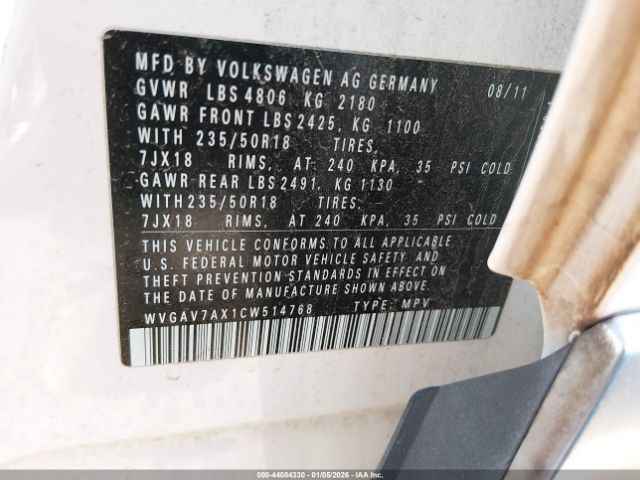 MFD BY VOLKSWAGEN AG GERMANY 08/11
GVWR LBS 4806 KG 2180
GAWR FRONT LBS 2425, KG 1100
WITH 235/50R18 TIRES,
7JX18 RIMS, AT 240 KPA, 35 PSI COLD
GAWR REAR LBS 2491. KG 1130
WITH 235/50R18 TIRES,
7JX18 RIMS, AT 240 KPA, 35 PSI COLD
THIS VEHICLE CONFORMS TO ALL APPLICABLE
U.S. FEDERAL MOTOR VEHICLE SAFETY AND
THEFT PREVENTION STANDARDS IN EFFECT ON
THE DATE OF MANUFACTURE SHOWN ABOVE.
WVGAV7AX1CW514768 TYPE: MPV
000-44084330 - 01/05/2026 - IAA, Inc.